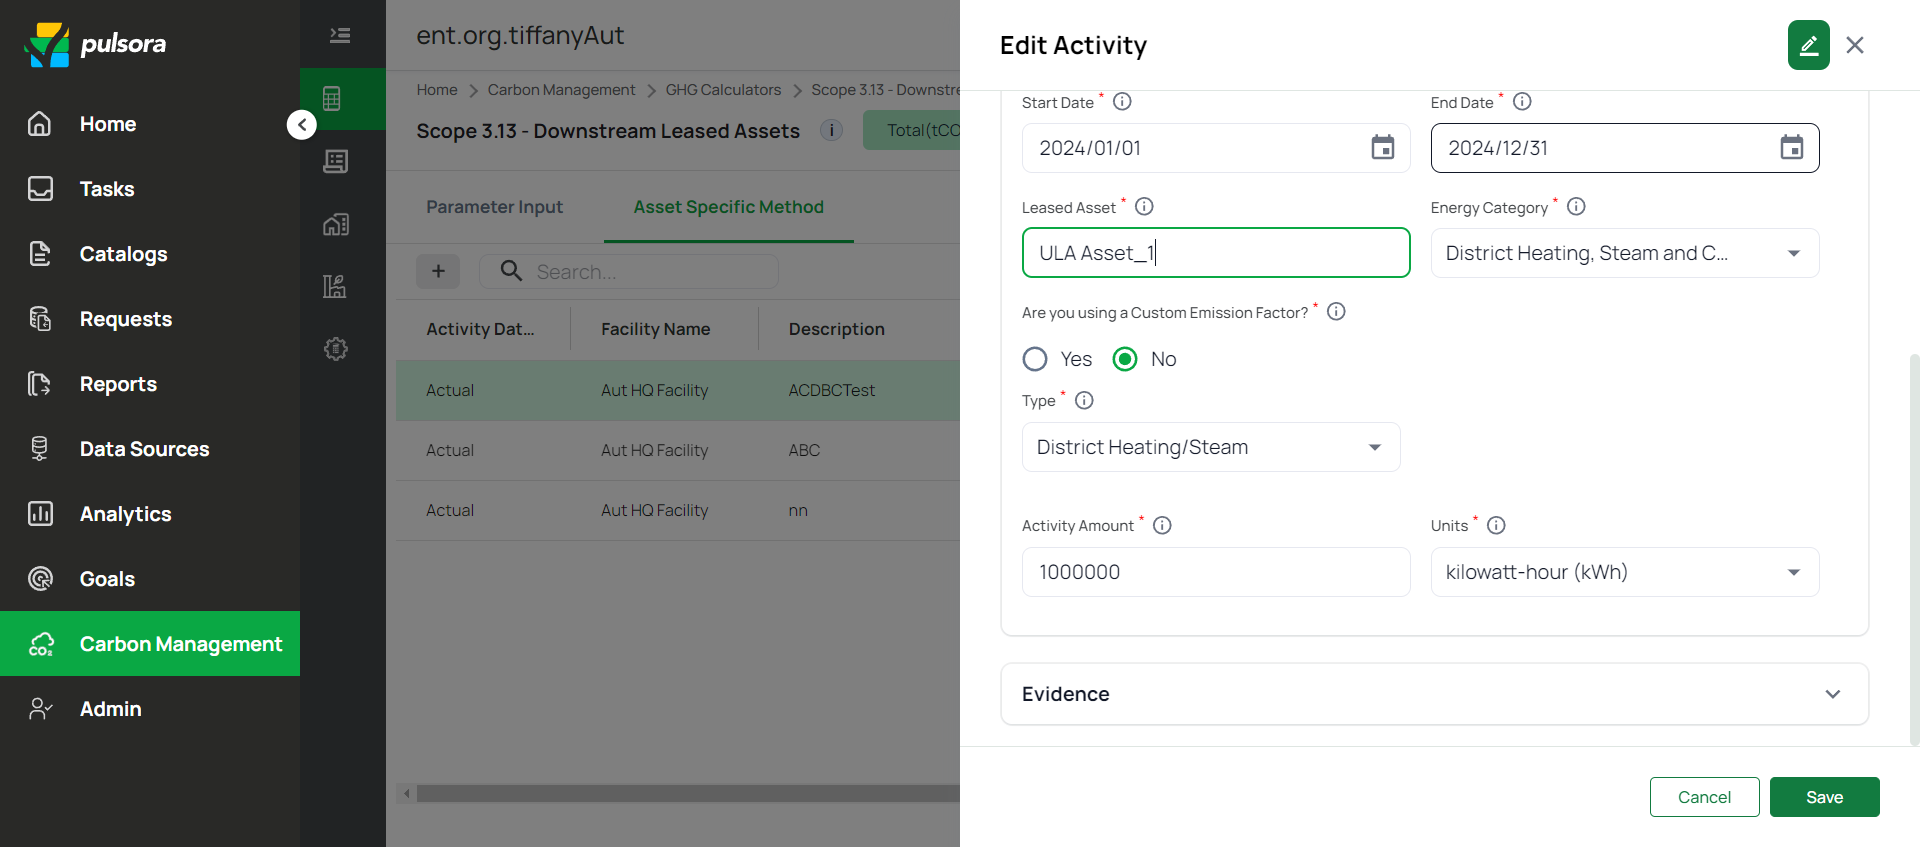 pulsora
Home
Tasks
Catalogs
Requests
Reports
Data Sources
Analytics
Goals
Carbon Management
Admin
ent.org.tiffanyAut
Home > Carbon Management > GHG Calculators > Scope 3.13 - Downstre
Scope 3.13 - Downstream Leased Assets i Total(tCO
Parameter Input Asset Specific Method
+ Search...
Activity Dat... Facility Name Description
Actual Aut HQ Facility ACDBCTest
Actual Aut HQ Facility ABC
Actual Aut HQ Facility nn
Edit Activity
Start Date * End Date *
2024/01/01 2024/12/31
Leased Asset * Energy Category *
ULA Asset_1 District Heating, Steam and C...
Are you using a Custom Emission Factor? *
Yes No
Type *
District Heating/Steam
Activity Amount * Units *
1000000 kilowatt-hour (kWh)
Evidence
Cancel Save